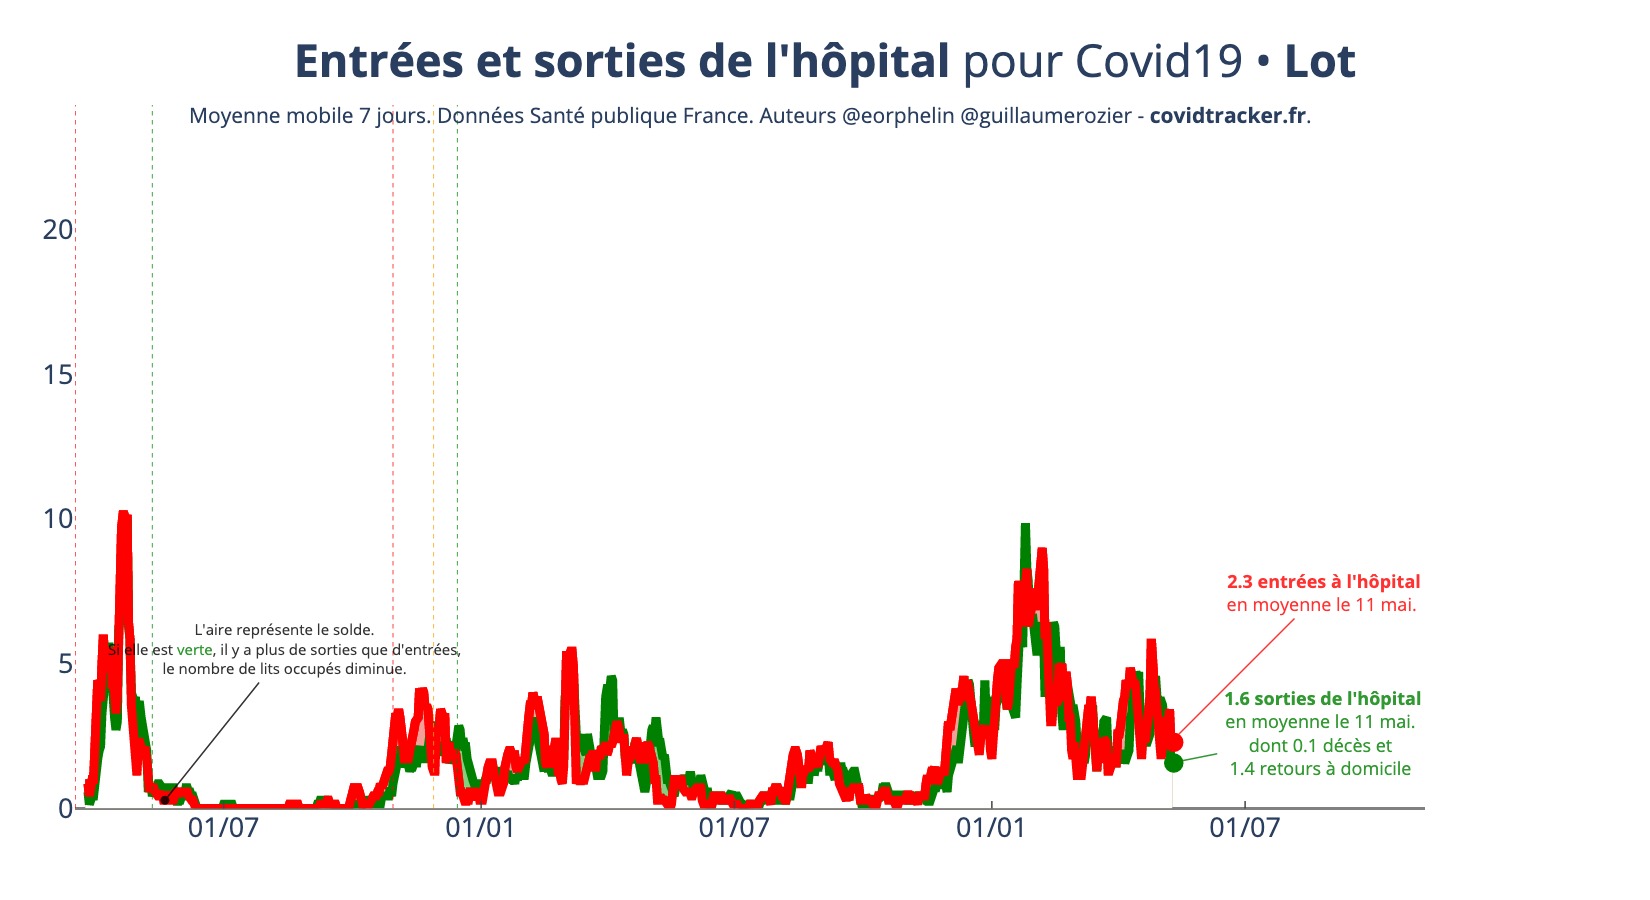 Entrées et sorties de l'hôpital pour Covid19 • Lot
Moyenne mobile 7 jours. Données Santé publique France. Auteurs @eorphelin @guillaumerozier - covidtracker.fr.
20
15
10
5
0
L'aire représente le solde.
Si elle est verte, il y a plus de sorties que d'entrées,
le nombre de lits occupés diminue.
2.3 entrées à l'hôpital
en moyenne le 11 mai.
1.6 sorties de l'hôpital
en moyenne le 11 mai.
dont 0.1 décès et
1.4 retours à domicile
01/07 01/01 01/07 01/01 01/07